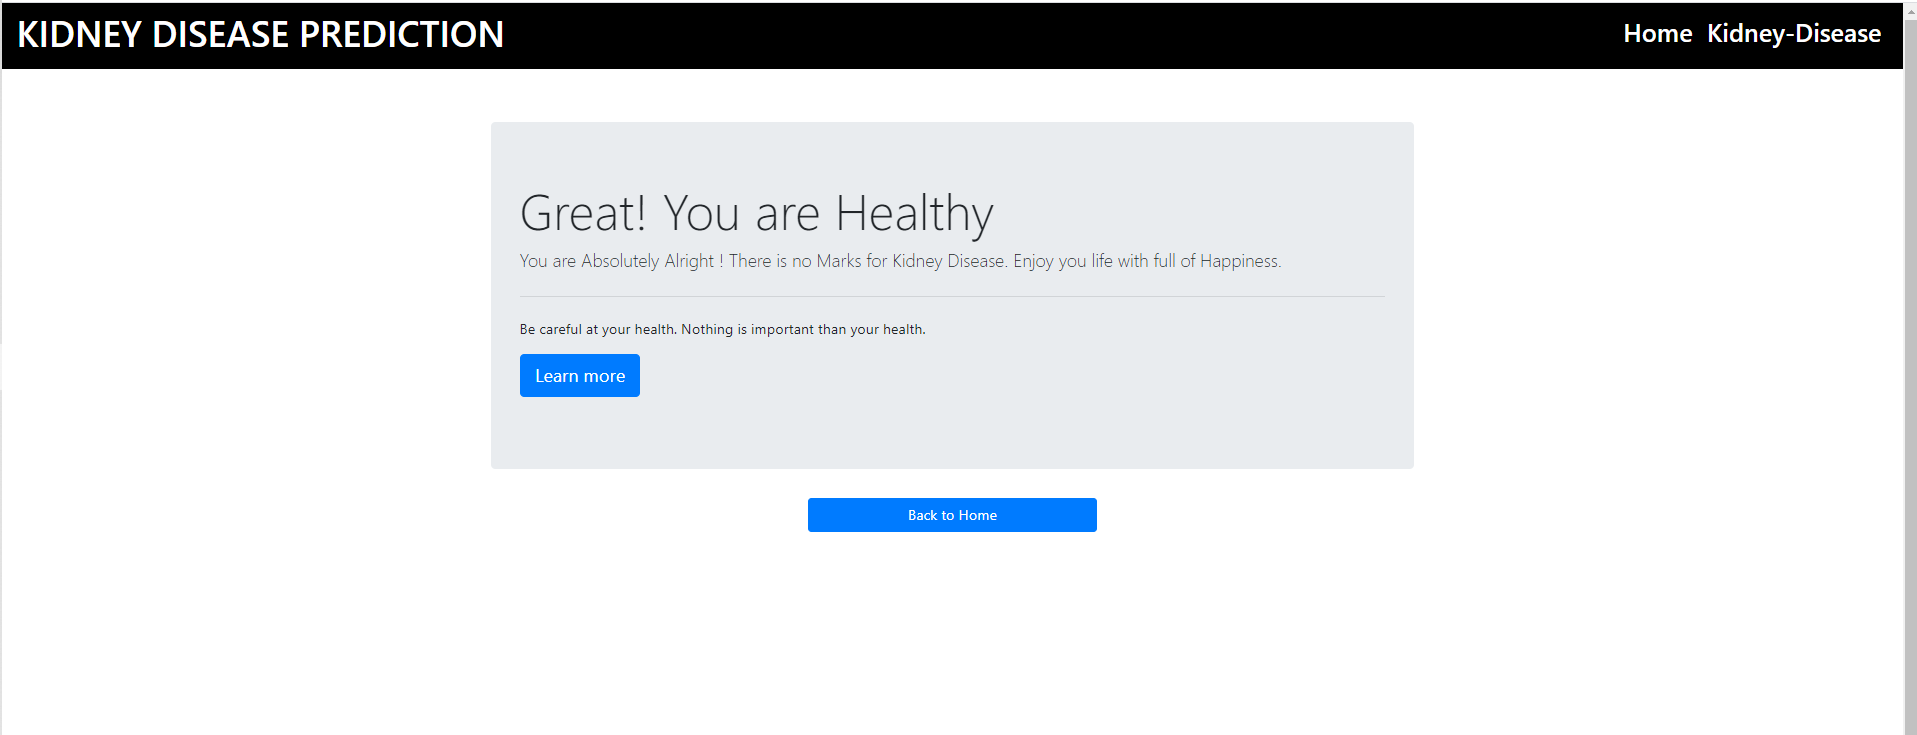 KIDNEY DISEASE PREDICTION
Home Kidney-Disease
Great! You are Healthy
You are Absolutely Alright ! There is no Marks for Kidney Disease. Enjoy you life with full of Happiness.
Be careful at your health. Nothing is important than your health.
Learn more
Back to Home